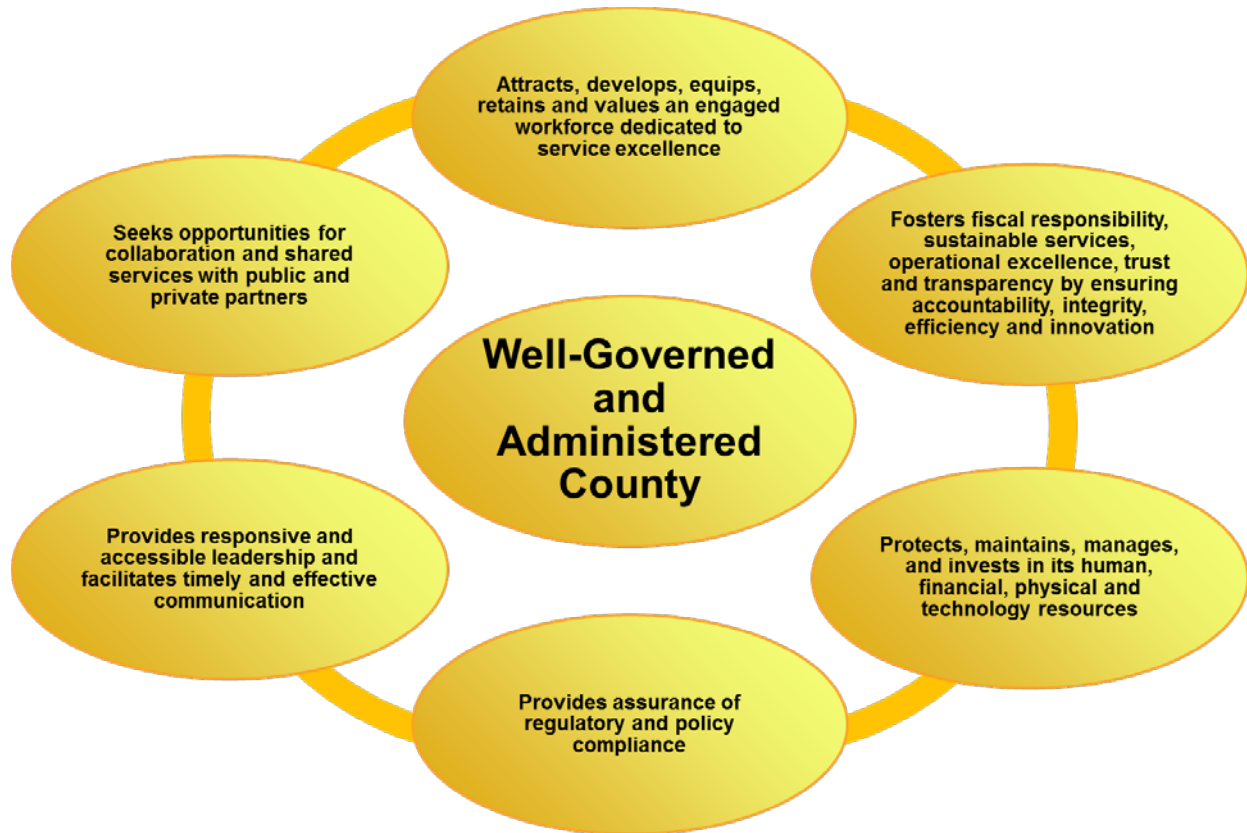 Attracts, develops, equips,
retains and values an engaged
workforce dedicated to
service excellence
Fosters fiscal responsibility,
sustainable services,
operational excellence, trust
and transparency by ensuring
accountability, integrity,
efficiency and innovation
Protects, maintains, manages,
and invests in its human,
financial, physical and
technology resources
Provides assurance of
regulatory and policy
compliance
Provides responsive and
accessible leadership and
facilitates timely and effective
communication
Seeks opportunities for
collaboration and shared
services with public and
private partners
Well-Governed
and
Administered
County